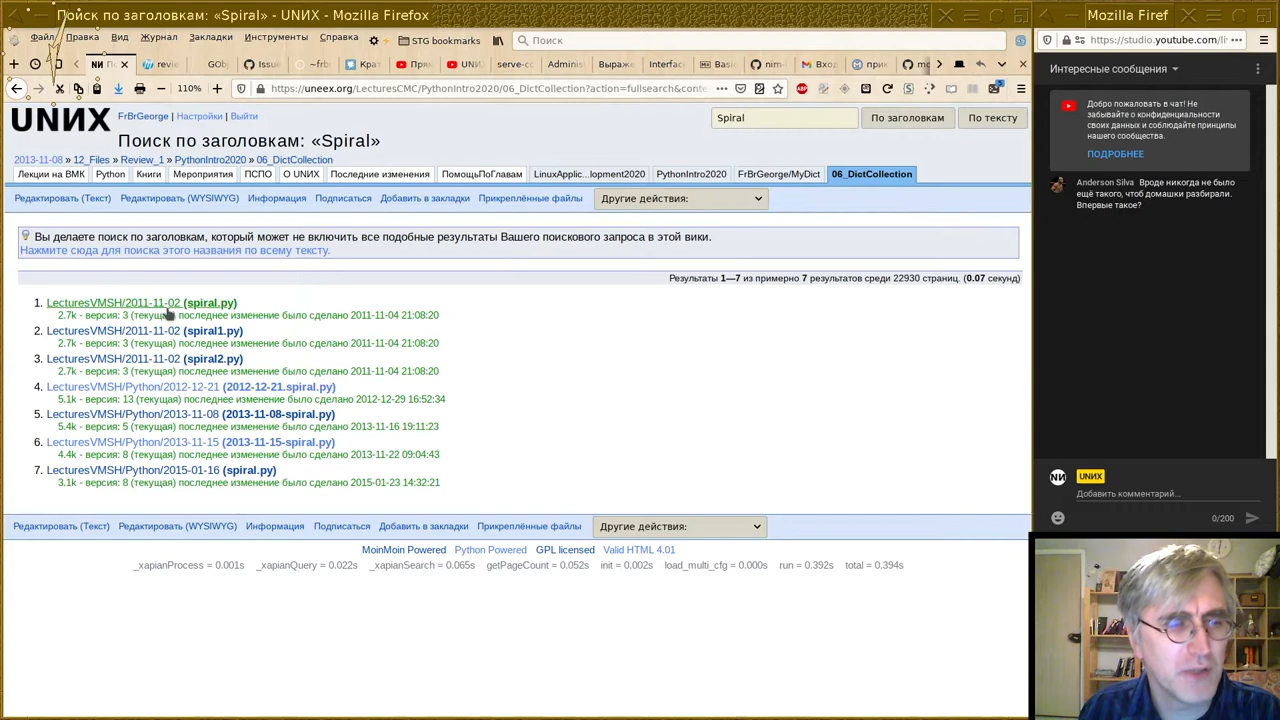 Поиск по заголовкам: «Spiral» - UNИX - Mozilla Firefox
Mozilla Firef
Файл Правка Вид Журнал Закладки Инструменты Справка STG bookmarks Поиск
https://studio.youtube.com/li
NИ По revie GOb Issue ~frb Крат Пря UNI serve-c Adminis Выраже Interfac М Вход при mo
Интересные сообщения
110% https://uneex.org/LecturesCMC/PythonIntro2020/06_DictCollection?action=fullsearch&conte
UNИX
FrBrGeorge | Настройки | Выйти
Spiral По заголовкам По тексту
Поиск по заголовкам: «Spiral»
2013-11-08 » 12_Files » Review_1 » PythonIntro2020 » 06_DictCollection
Лекции на ВМК Python Книги Мероприятия ПСПО О UNIX Последние изменения ПомощьПоГлавам LinuxApplic...lopment2020 PythonIntro2020 FrBrGeorge/MyDict 06_DictCollection
Редактировать (Текст) Редактировать (WYSIWYG) Информация Подписаться Добавить в закладки Прикреплённые файлы Другие действия:
Вы делаете поиск по заголовкам, который может не включить все подобные результаты Вашего поискового запроса в этой вики.
Нажмите сюда для поиска этого названия по всему тексту.
Результаты 1—7 из примерно 7 результатов среди 22930 страниц. (0.07 секунд)
1. LecturesVMSH/2011-11-02 (spiral.py)
2.7k - версия: 3 (текущая) последнее изменение было сделано 2011-11-04 21:08:20
2. LecturesVMSH/2011-11-02 (spiral1.py)
2.7k - версия: 3 (текущая) последнее изменение было сделано 2011-11-04 21:08:20
3. LecturesVMSH/2011-11-02 (spiral2.py)
2.7k - версия: 3 (текущая) последнее изменение было сделано 2011-11-04 21:08:20
4. LecturesVMSH/Python/2012-12-21 (2012-12-21.spiral.py)
5.1k - версия: 13 (текущая) последнее изменение было сделано 2012-12-29 16:52:34
5. LecturesVMSH/Python/2013-11-08 (2013-11-08-spiral.py)
5.4k - версия: 5 (текущая) последнее изменение было сделано 2013-11-16 19:11:23
6. LecturesVMSH/Python/2013-11-15 (2013-11-15-spiral.py)
4.4k - версия: 8 (текущая) последнее изменение было сделано 2013-11-22 09:04:43
7. LecturesVMSH/Python/2015-01-16 (spiral.py)
3.1k - версия: 8 (текущая) последнее изменение было сделано 2015-01-23 14:32:21
Редактировать (Текст) Редактировать (WYSIWYG) Информация Подписаться Добавить в закладки Прикреплённые файлы Другие действия:
MoinMoin Powered Python Powered GPL licensed Valid HTML 4.01
_xapianProcess = 0.001s _xapianQuery = 0.022s _xapianSearch = 0.065s getPageCount = 0.052s init = 0.002s load_multi_cfg = 0.000s run = 0.392s total = 0.394s
Добро пожаловать в чат! Не
забывайте о конфиденциальности
своих данных и соблюдайте принципы
нашего сообщества.
ПОДРОБНЕЕ
Anderson Silva Вроде никогда не было
ещё такого, чтоб домашки разбирали.
Впервые такое?
NИ UNИX
Добавить комментарий...
0/200